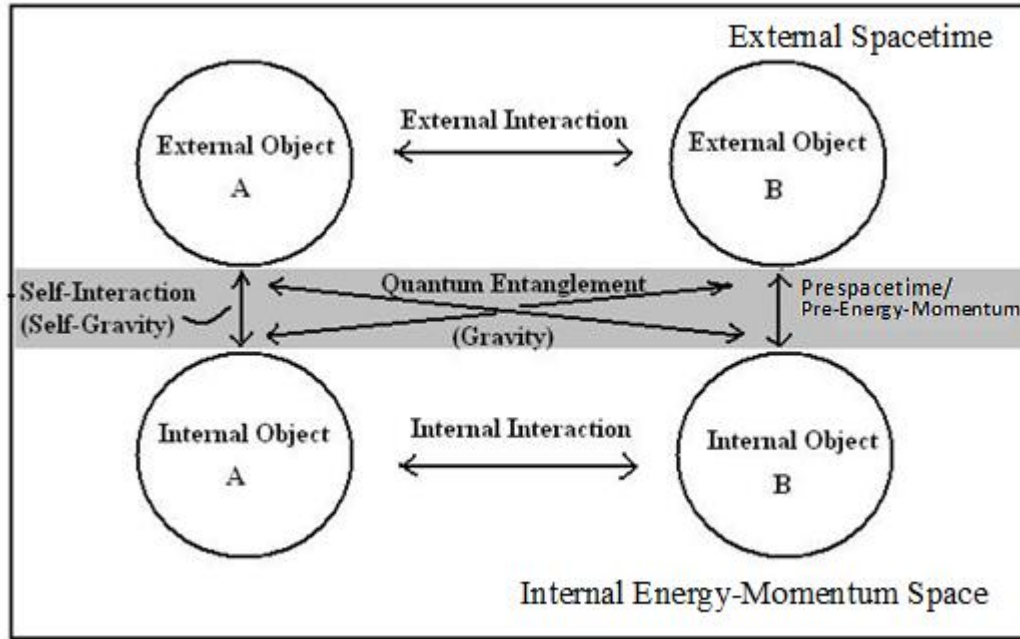 External Spacetime
External Interaction
External Object
A
External Object
B
Self-Interaction
(Self-Gravity)
Quantum Entanglement
(Gravity)
Prespacetime/
Pre-Energy-Momentum
Internal Object
A
Internal Interaction
Internal Object
B
Internal Energy-Momentum Space